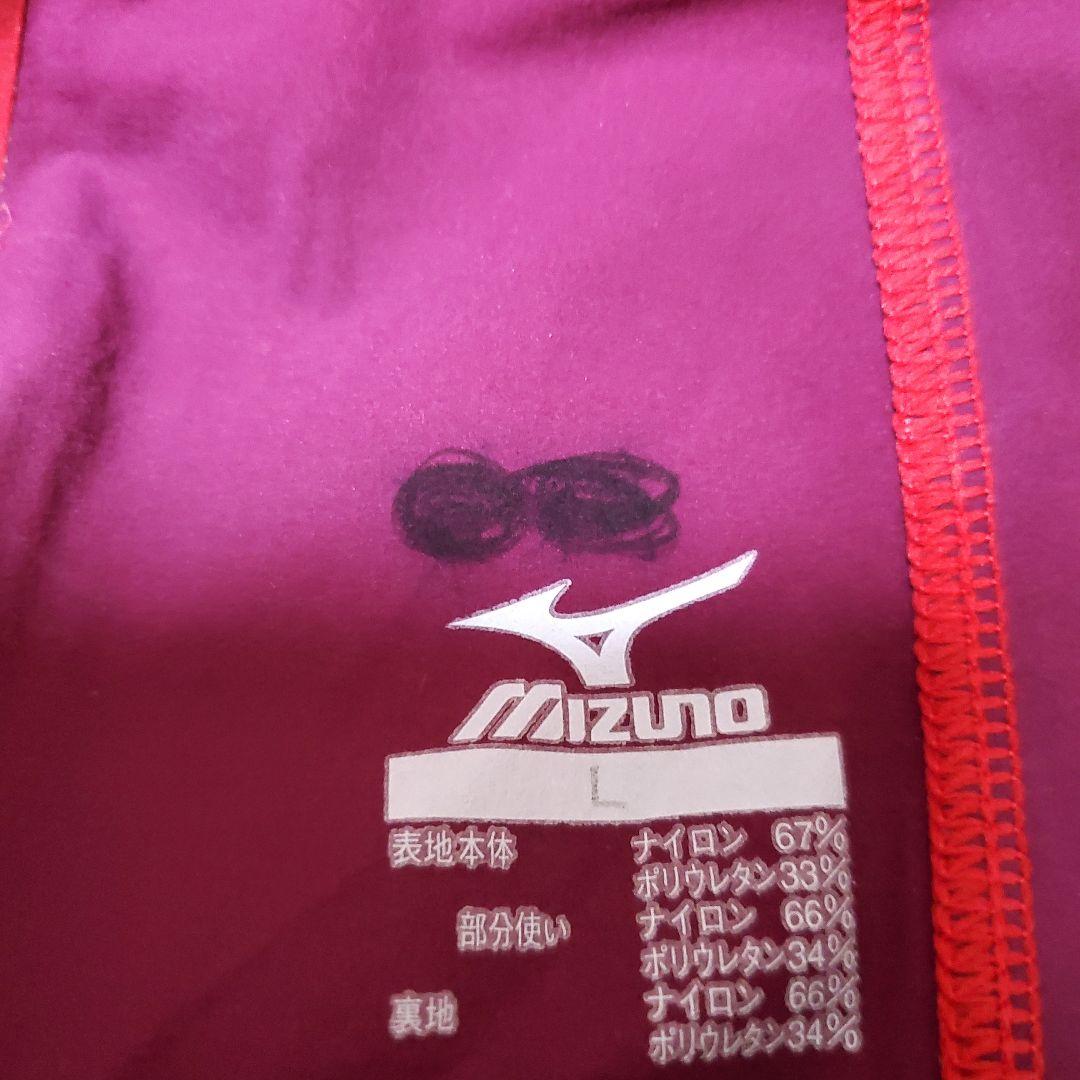 MIZUNO
L
表地本体 ナイロン 67%
ポリウレタン33%
部分使い ナイロン 66%
ポリウレタン34%
裏地 ナイロン 66%
ポリウレタン34%